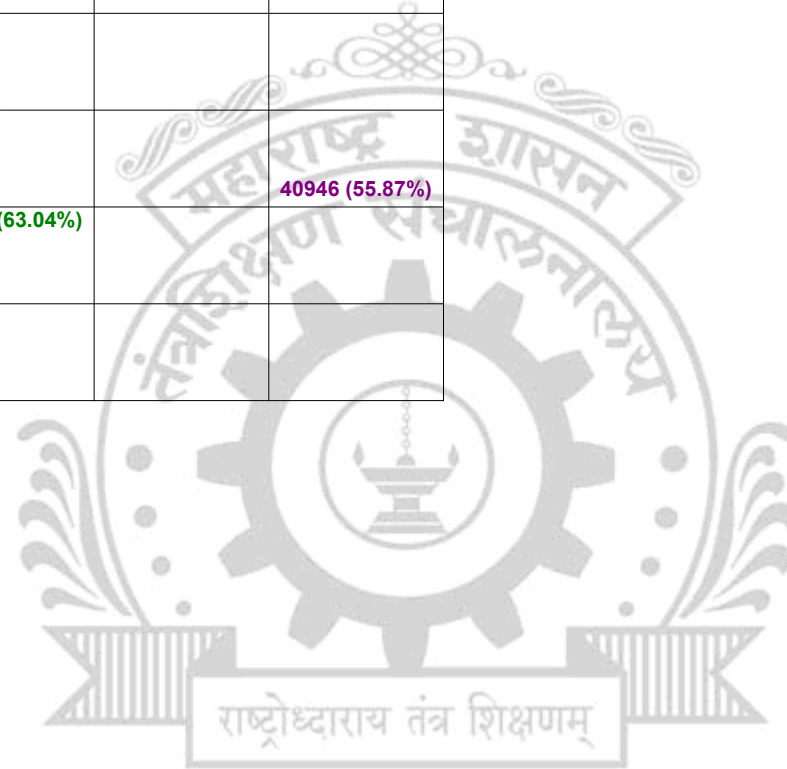 महाराष्ट्र शासन
40946 (55.87%)
(63.04%)
तंत्रशिक्षण संचालनालय
राष्ट्रोध्दाराय तंत्र शिक्षणम्